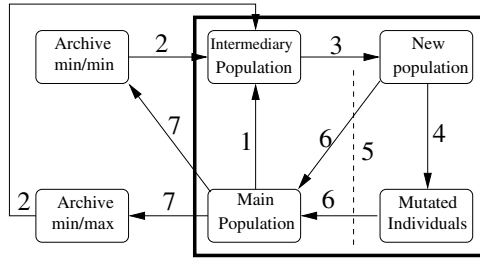 Archive
min/min
2
Intermediary
Population
3
New
population
7
1
6
5
4
2
Archive
min/max
7
Main
Population
6
Mutated
Individuals